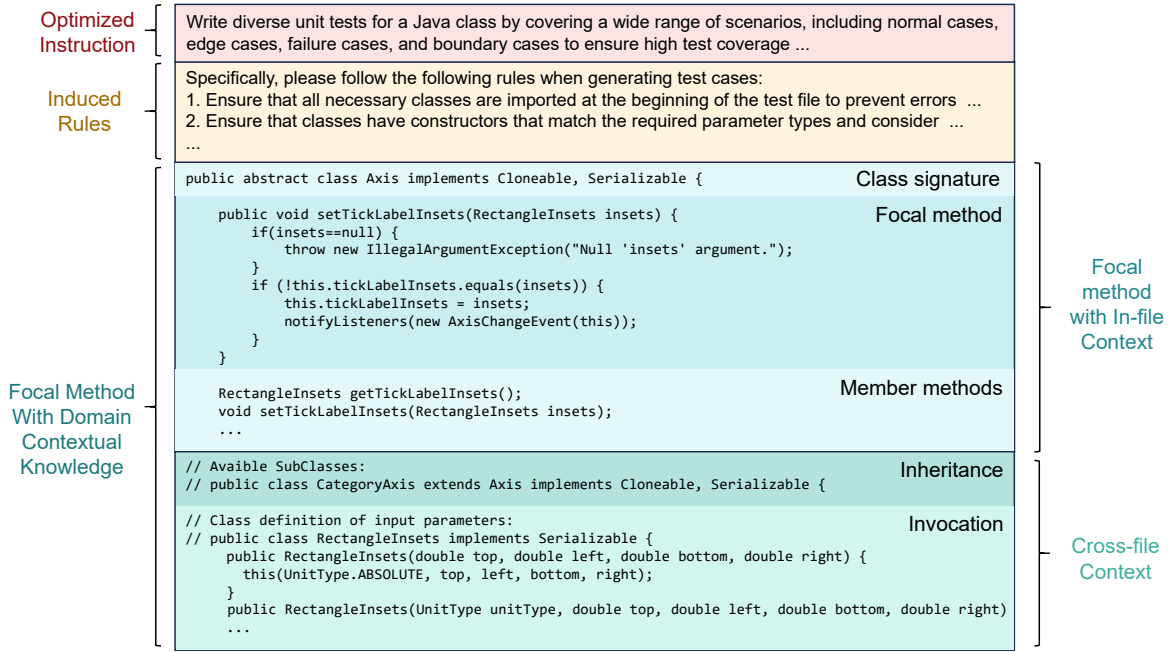 Optimized
Instruction
Write diverse unit tests for a Java class by covering a wide range of scenarios, including normal cases,
edge cases, failure cases, and boundary cases to ensure high test coverage ...
Induced
Rules
Specifically, please follow the following rules when generating test cases:
1. Ensure that all necessary classes are imported at the beginning of the test file to prevent errors ...
2. Ensure that classes have constructors that match the required parameter types and consider ...
...
Focal Method
With Domain
Contextual
Knowledge
public abstract class Axis implements Cloneable, Serializable {
Class signature
public void setTickLabelInsets(RectangleInsets insets) {
Focal method
if(insets==null) {
throw new IllegalArgumentException("Null 'insets' argument.");
}
if (!this.tickLabelInsets.equals(insets)) {
this.tickLabelInsets = insets;
notifyListeners(new AxisChangeEvent(this));
}
}
RectangleInsets getTickLabelInsets();
Member methods
void setTickLabelInsets(RectangleInsets insets);
...
Focal
method
with In-file
Context
// Avaible SubClasses:
Inheritance
// public class CategoryAxis extends Axis implements Cloneable, Serializable {
// Class definition of input parameters:
Invocation
// public class RectangleInsets implements Serializable {
public RectangleInsets(double top, double left, double bottom, double right) {
this(UnitType.ABSOLUTE, top, left, bottom, right);
}
public RectangleInsets(UnitType unitType, double top, double left, double bottom, double right)
...
Cross-file
Context